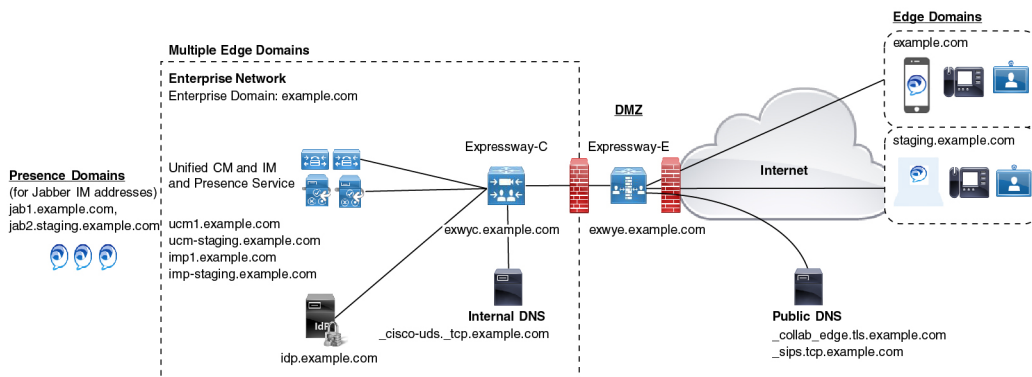 Edge Domains
example.com
staging.example.com
Multiple Edge Domains
Enterprise Network
Enterprise Domain: example.com
DMZ
Expressway-C
Expressway-E
Internet
Unified CM and IM
and Presence Service
Presence Domains
(for Jabber IM addresses)
jab1.example.com,
jab2.staging.example.com
ucm1.example.com
ucm-staging.example.com
imp1.example.com
imp-staging.example.com
exwyc.example.com
exwye.example.com
IdP
idp.example.com
Internal DNS
_cisco-uds._tcp.example.com
Public DNS
_collab_edge.tls.example.com
_sips.tcp.example.com